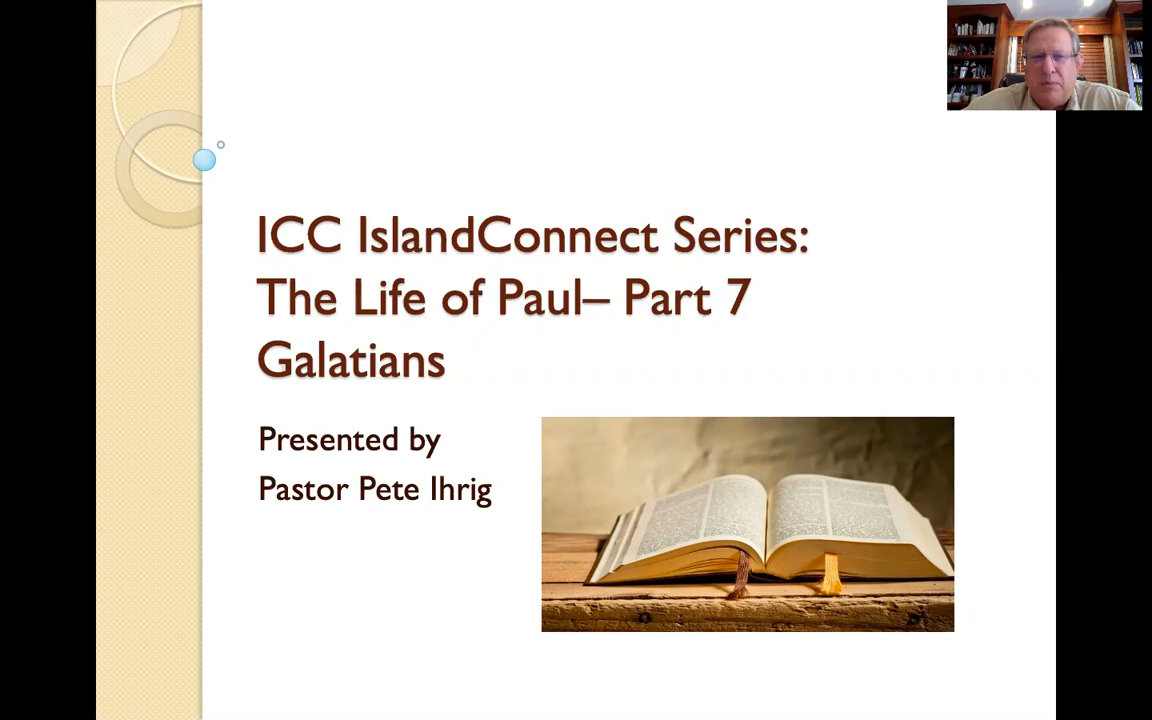 ICC IslandConnect Series:
The Life of Paul– Part 7
Galatians
Presented by
Pastor Pete Ihrig